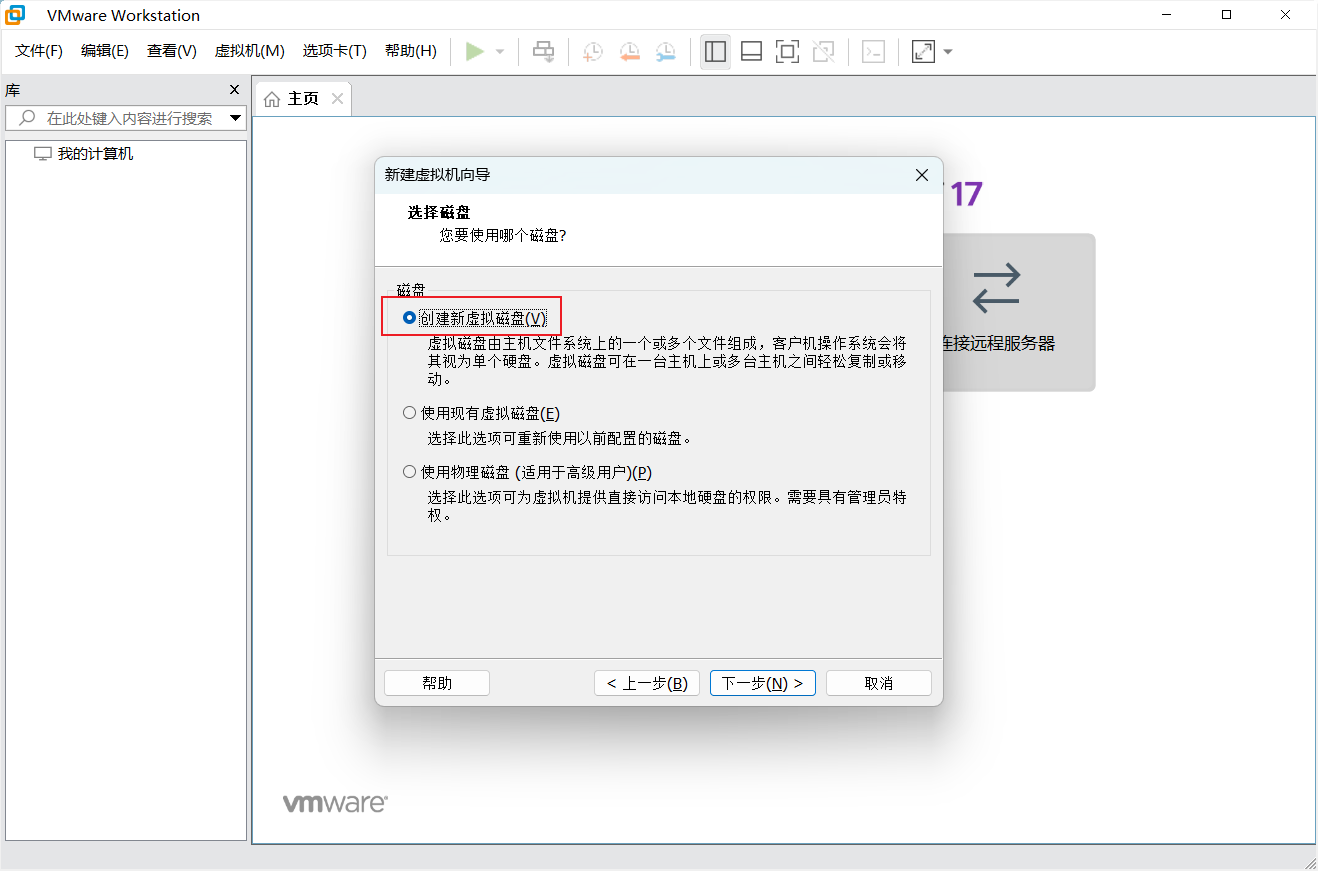 VMware Workstation
文件(F) 编辑(E) 查看(V) 虚拟机(M) 选项卡(T) 帮助(H)
库
在此处键入内容进行搜索
我的计算机
主页
17
连接远程服务器
新建虚拟机向导
选择磁盘
您要使用哪个磁盘?
磁盘
创建新虚拟磁盘(V)
虚拟磁盘由主机文件系统上的一个或多个文件组成，客户机操作系统会将
其视为单个硬盘。虚拟磁盘可在一台主机上或多台主机之间轻松复制或移
动。
使用现有虚拟磁盘(E)
选择此选项可重新使用以前配置的磁盘。
使用物理磁盘 (适用于高级用户)(P)
选择此选项可为虚拟机提供直接访问本地硬盘的权限。需要具有管理员特
权。
帮助 < 上一步(B) 下一步(N) > 取消
vmware